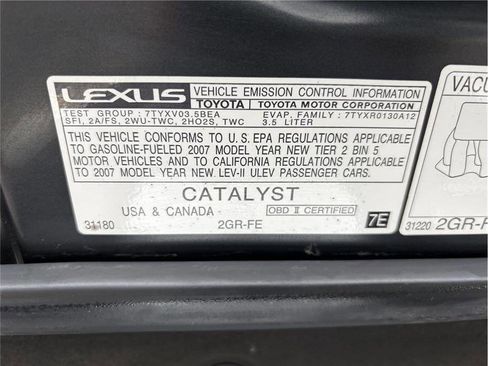 LEXUS VEHICLE EMISSION CONTROL INFORMATION
TOYOTA TOYOTA MOTOR CORPORATION
TEST GROUP : 7TYXV03.5BEA EVAP. FAMILY : 7TYXR0130A12
SFI, 2A/FS, 2WU-TWC, 2HO2S, TWC 3.5 LITER
THIS VEHICLE CONFORMS TO U.S. EPA REGULATIONS APPLICABLE
TO GASOLINE-FUELED 2007 MODEL YEAR NEW TIER 2 BIN 5
MOTOR VEHICLES AND TO CALIFORNIA REGULATIONS APPLICABLE
TO 2007 MODEL YEAR NEW LEV-II ULEV PASSENGER CARS.
CATALYST
USA & CANADA OBD II CERTIFIED
31180 2GR-FE 7E
VACU
31220 2GR-F